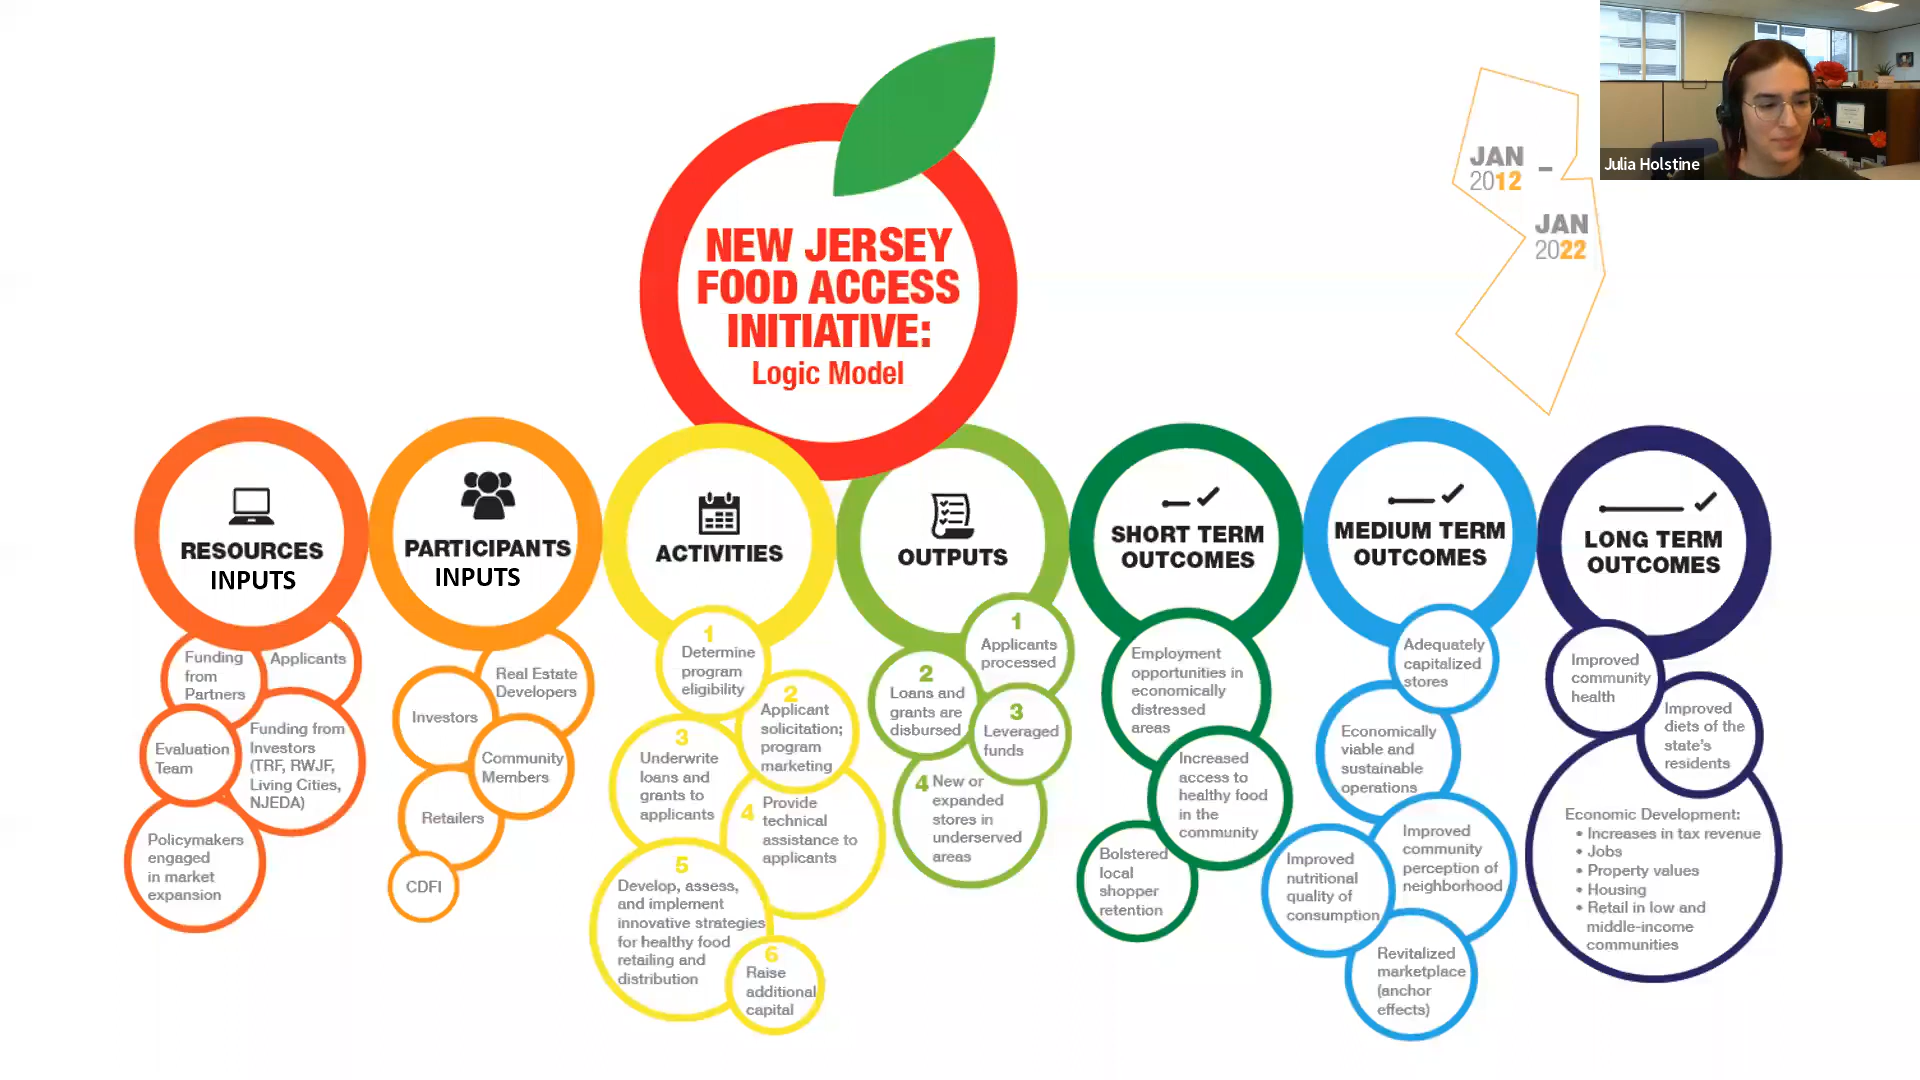 NEW JERSEY
FOOD ACCESS
INITIATIVE:
Logic Model
JAN
2012
–
JAN
2022
Julia Holstine
RESOURCES
INPUTS
Funding
from
Partners
Applicants
Evaluation
Team
Funding from
Investors
(TRF, RWJF,
Living Cities,
NJEDA)
Policymakers
engaged
in market
expansion
PARTICIPANTS
INPUTS
Real Estate
Developers
Investors
Community
Members
Retailers
CDFI
ACTIVITIES
1
Determine
program
eligibility
2
Applicant
solicitation;
program
marketing
3
Underwrite
loans and
grants to
applicants
4 Provide
technical
assistance to
applicants
5
Develop, assess,
and implement
innovative strategies
for healthy food
retailing and
distribution
6
Raise
additional
capital
OUTPUTS
1
Applicants
processed
2
Loans and
grants are
disbursed
3
Leveraged
funds
4 New or
expanded
stores in
underserved
areas
SHORT TERM
OUTCOMES
Employment
opportunities in
economically
distressed
areas
Increased
access to
healthy food
in the
community
Bolstered
local
shopper
retention
MEDIUM TERM
OUTCOMES
Adequately
capitalized
stores
Economically
viable and
sustainable
operations
Improved
community
perception of
neighborhood
Improved
nutritional
quality of
consumption
Revitalized
marketplace
(anchor
effects)
LONG TERM
OUTCOMES
Improved
community
health
Improved
diets of the
state's
residents
Economic Development:
• Increases in tax revenue
• Jobs
• Property values
• Housing
• Retail in low and
middle-income
communities